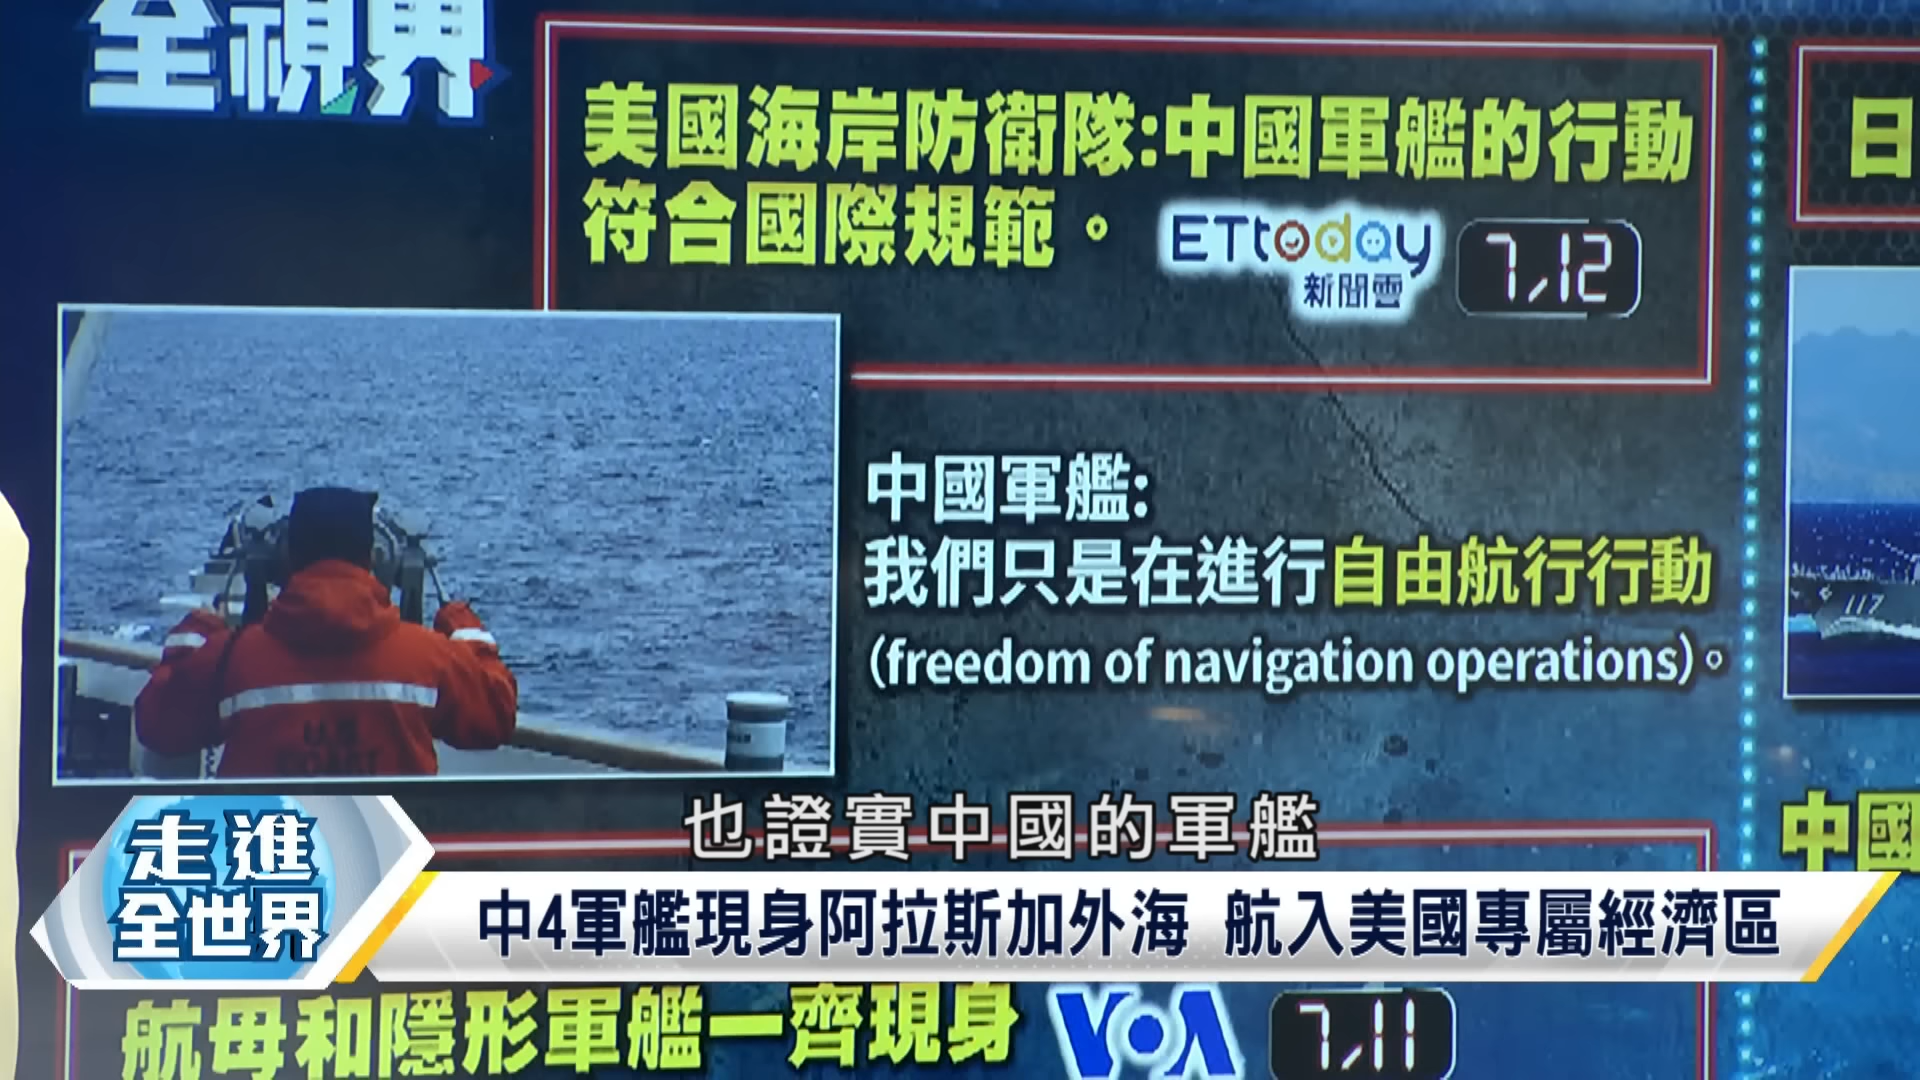 全視界
美國海岸防衛隊:中國軍艦的行動
符合國際規範。
ETtoday
新聞雲
7/12
日
中國軍艦:
我們只是在進行自由航行行動
(freedom of navigation operations)。
U.S.
COAST
117
也證實中國的軍艦
中國
走進
全世界
中4軍艦現身阿拉斯加外海 航入美國專屬經濟區
航母和隱形軍艦一齊現身
VOA
7/11